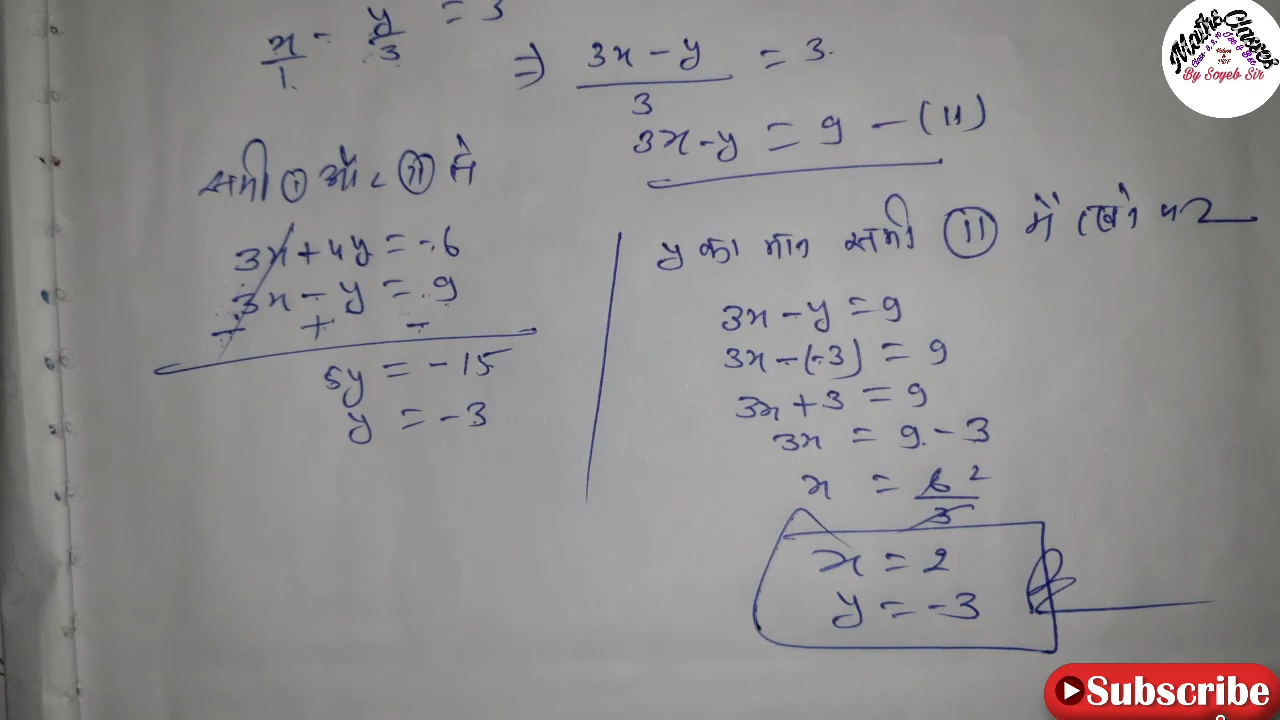 x/1 - y/3 = 3
⇒ (3x - y)/3 = 3
3x - y = 9 - (II)
समी (I) और (II) से
3x + 4y = -6
3x - y = 9
- + -
5y = -15
y = -3
y का मान समी (II) में रखने पर
3x - y = 9
3x - (-3) = 9
3x + 3 = 9
3x = 9 - 3
x = 6/3 2
x = 2
y = -3
Maths Classes
By Soyeb Sir
Subscribe